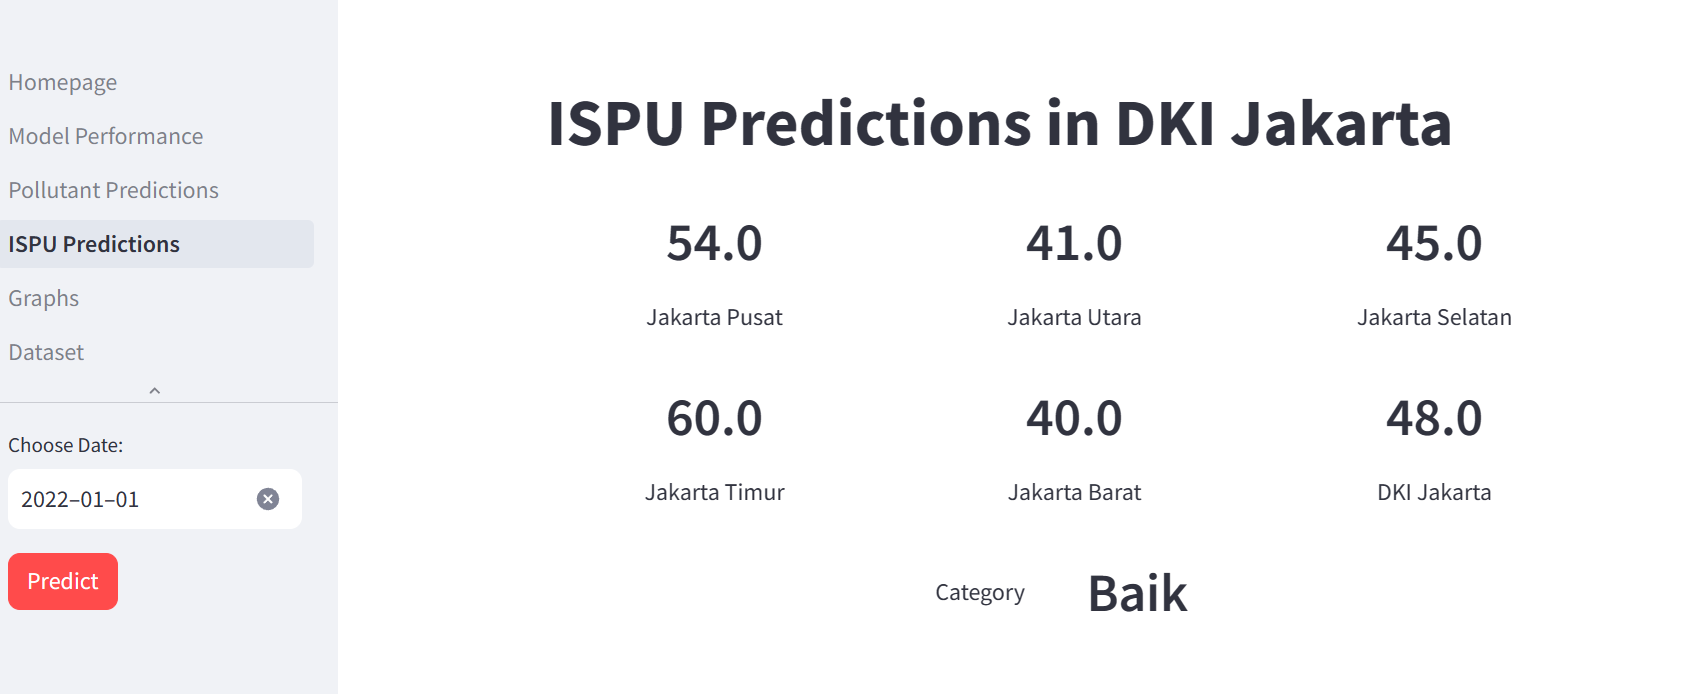 Homepage
Model Performance
Pollutant Predictions
ISPU Predictions
Graphs
Dataset
Choose Date:
2022–01–01
Predict
ISPU Predictions in DKI Jakarta
54.0 41.0 45.0
Jakarta Pusat Jakarta Utara Jakarta Selatan
60.0 40.0 48.0
Jakarta Timur Jakarta Barat DKI Jakarta
Category Baik